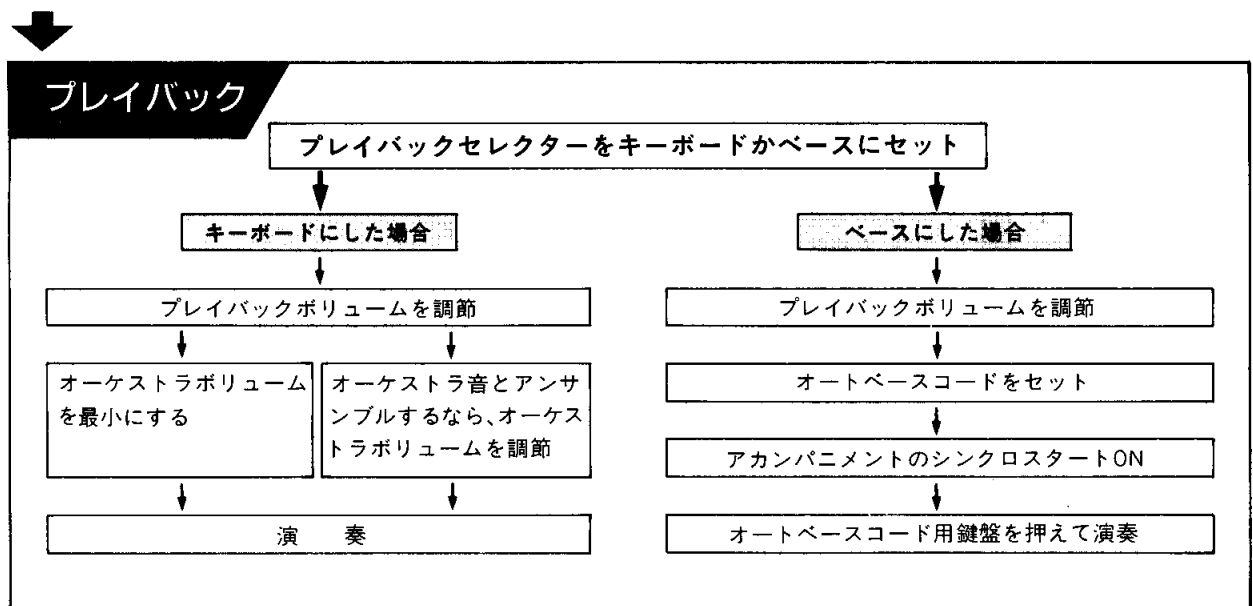 プレイバック
プレイバックセレクターをキーボードかベースにセット
キーボードにした場合
プレイバックボリュームを調節
オーケストラボリューム
を最小にする
オーケストラ音とアンサ
ンブルするなら、オーケス
トラボリュームを調節
演 奏
ベースにした場合
プレイバックボリュームを調節
オートベースコードをセット
アカンパニメントのシンクロスタートON
オートベースコード用鍵盤を押えて演奏